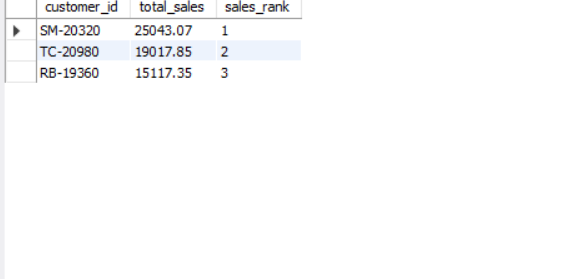 customer_id total_sales sales_rank
SM-20320 25043.07 1
TC-20980 19017.85 2
RB-19360 15117.35 3